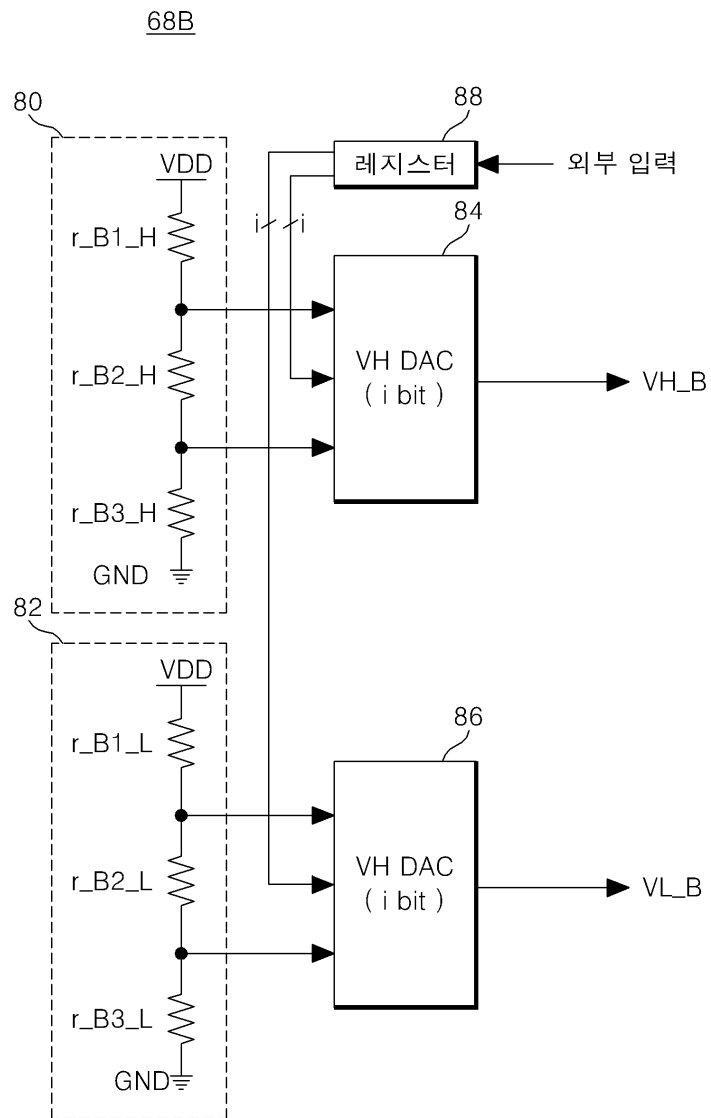 68B
80
88
VDD
레지스터
외부 입력
r_B1_H
i
i
84
r_B2_H
VH DAC
( i bit )
VH_B
r_B3_H
GND
82
VDD
86
r_B1_L
r_B2_L
VH DAC
( i bit )
VL_B
r_B3_L
GND